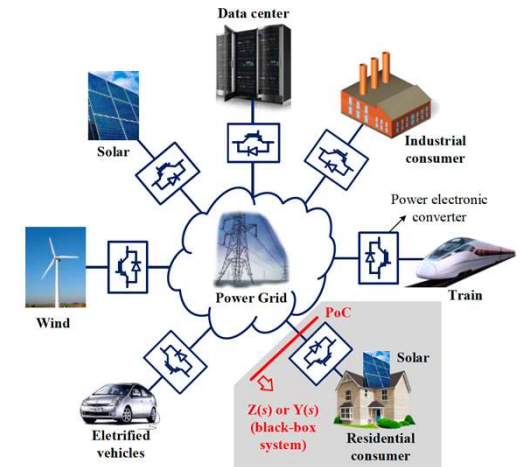 Data center
Solar
Industrial
consumer
Power electronic
converter
Power Grid
Wind
Train
PoC
Solar
Z(s) or Y(s)
(black-box
system)
Eletrified
vehicles
Residential
consumer